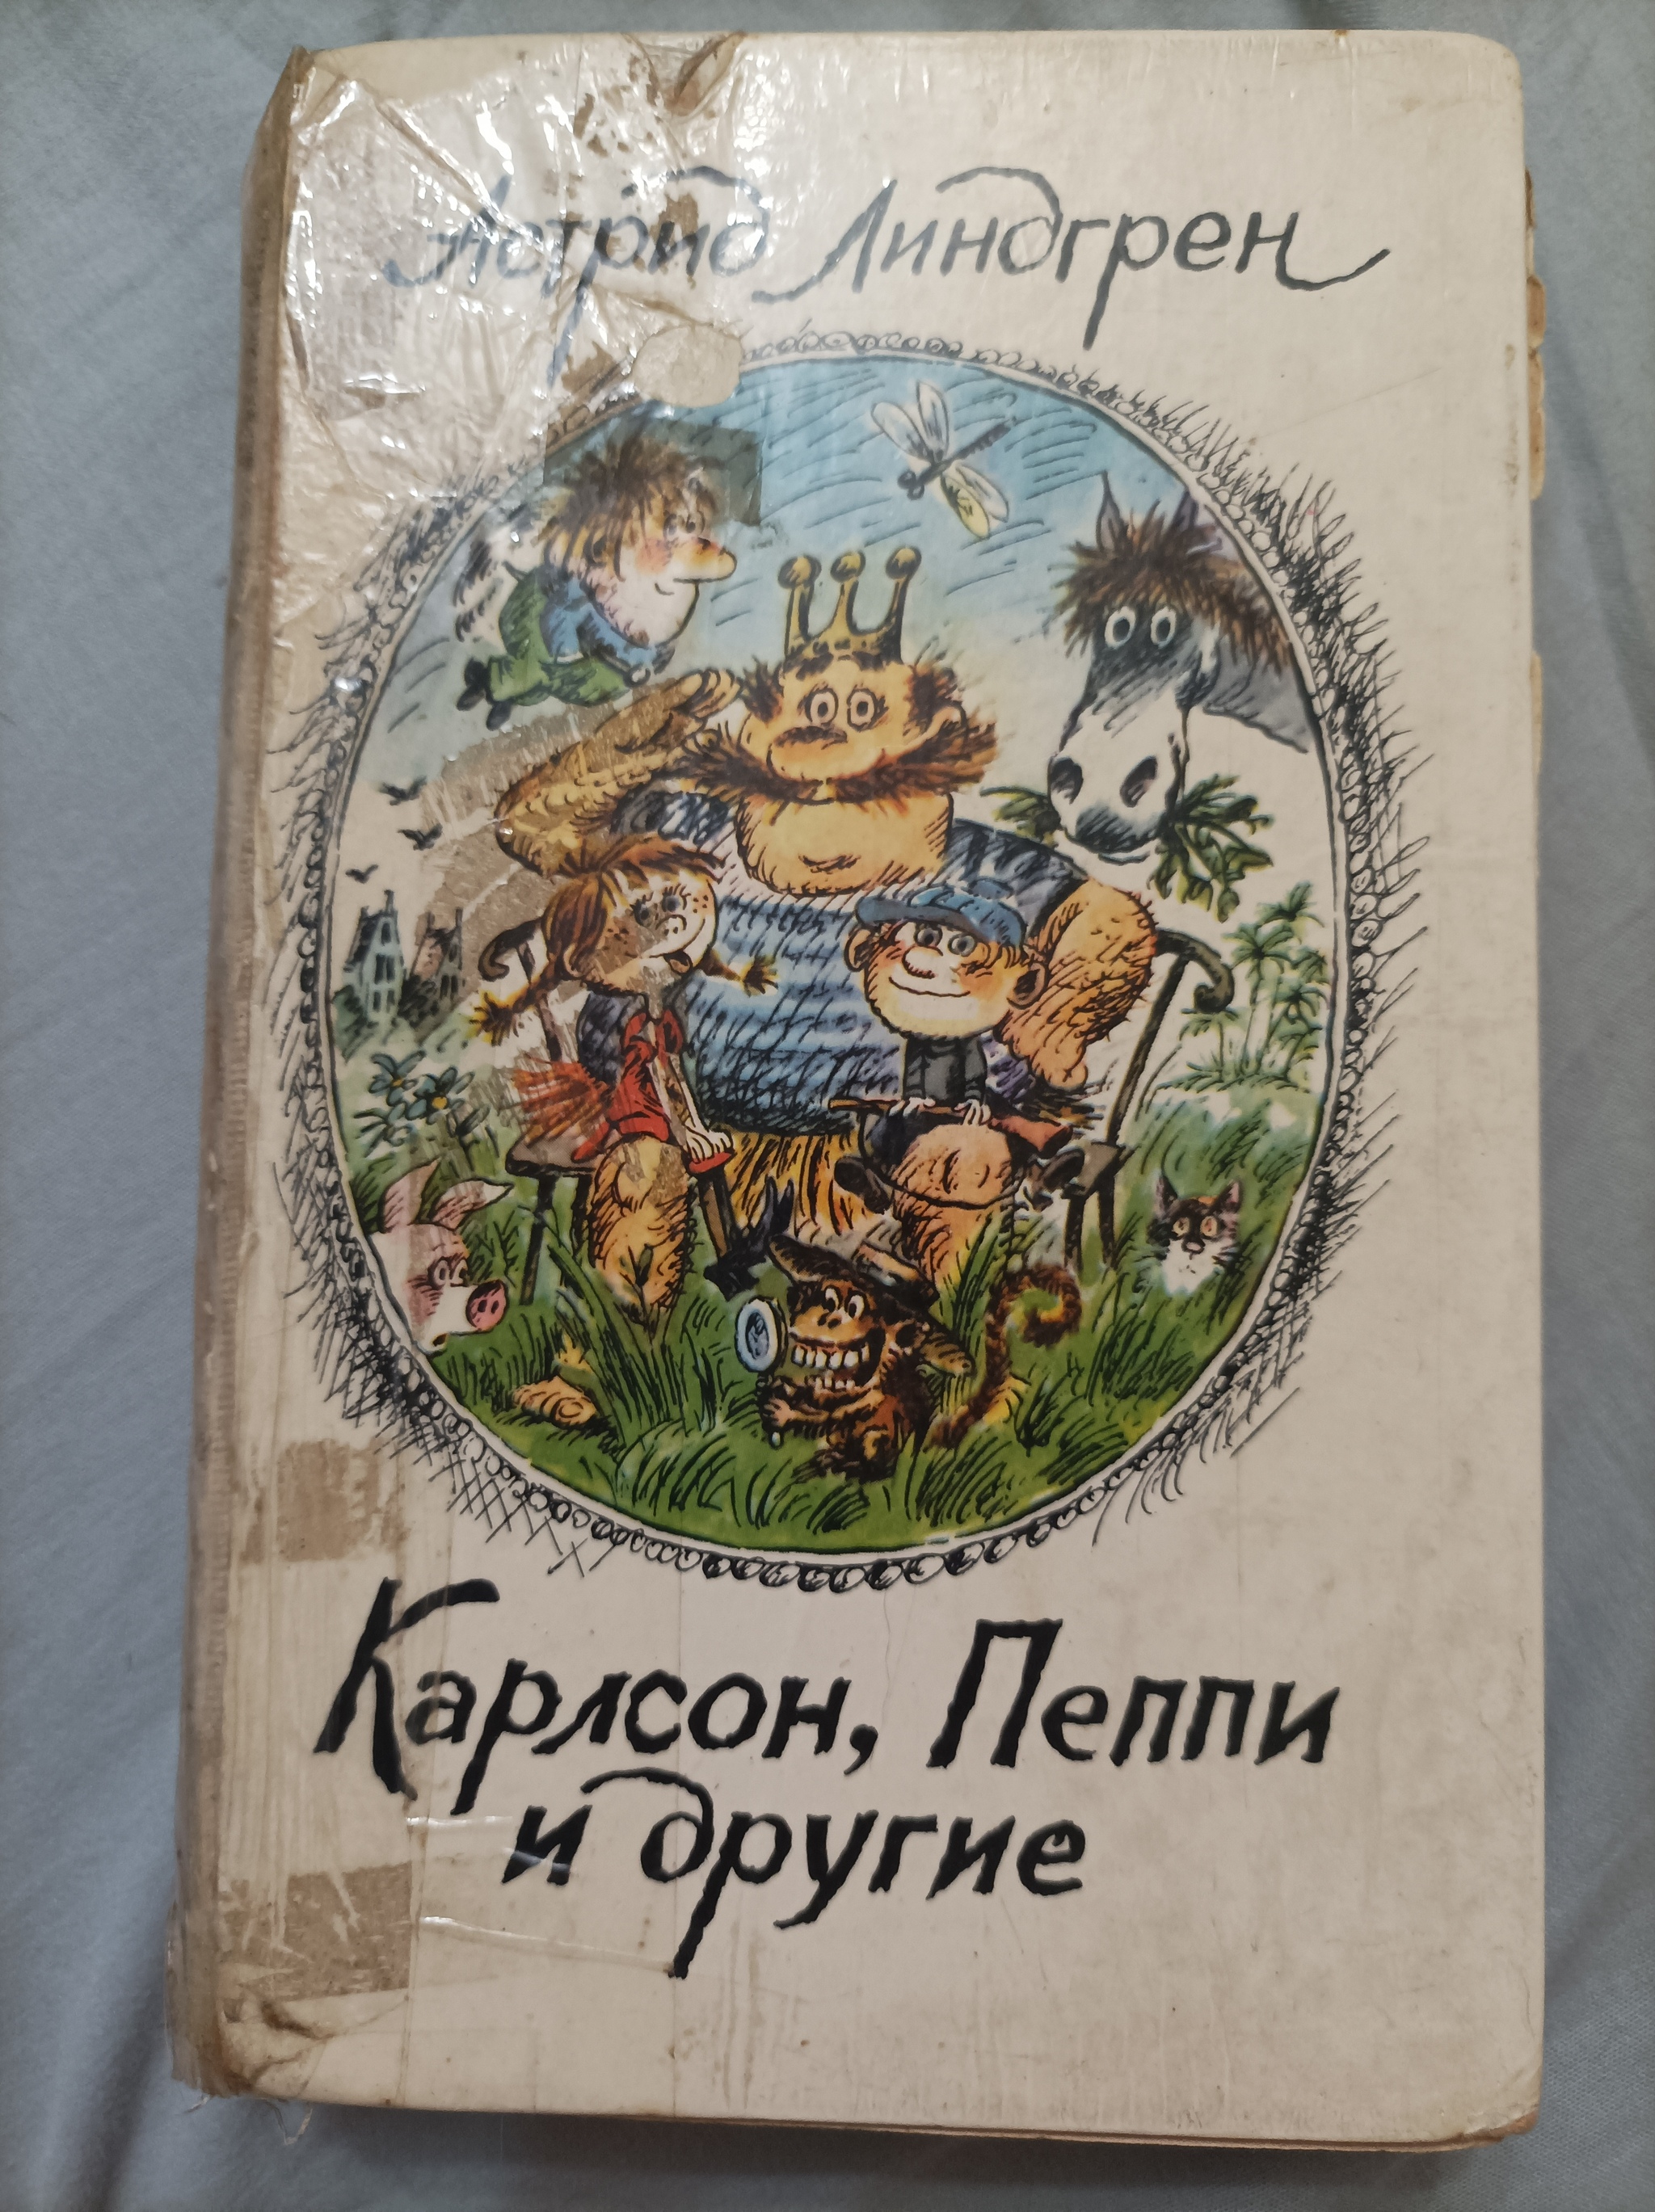 Астрид Линдгрен
Карлсон, Пеппи
и другие